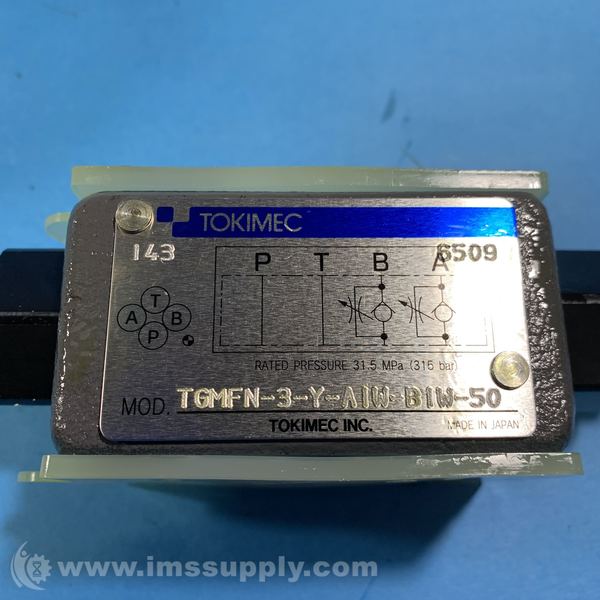 TOKIMEC
143 6509
P T B A
T
A B
P
RATED PRESSURE 31.5 MPa (315 bar)
MOD. TGMFN-3-Y-A1W-B1W-50
TOKIMEC INC. MADE IN JAPAN
www.imssupply.com